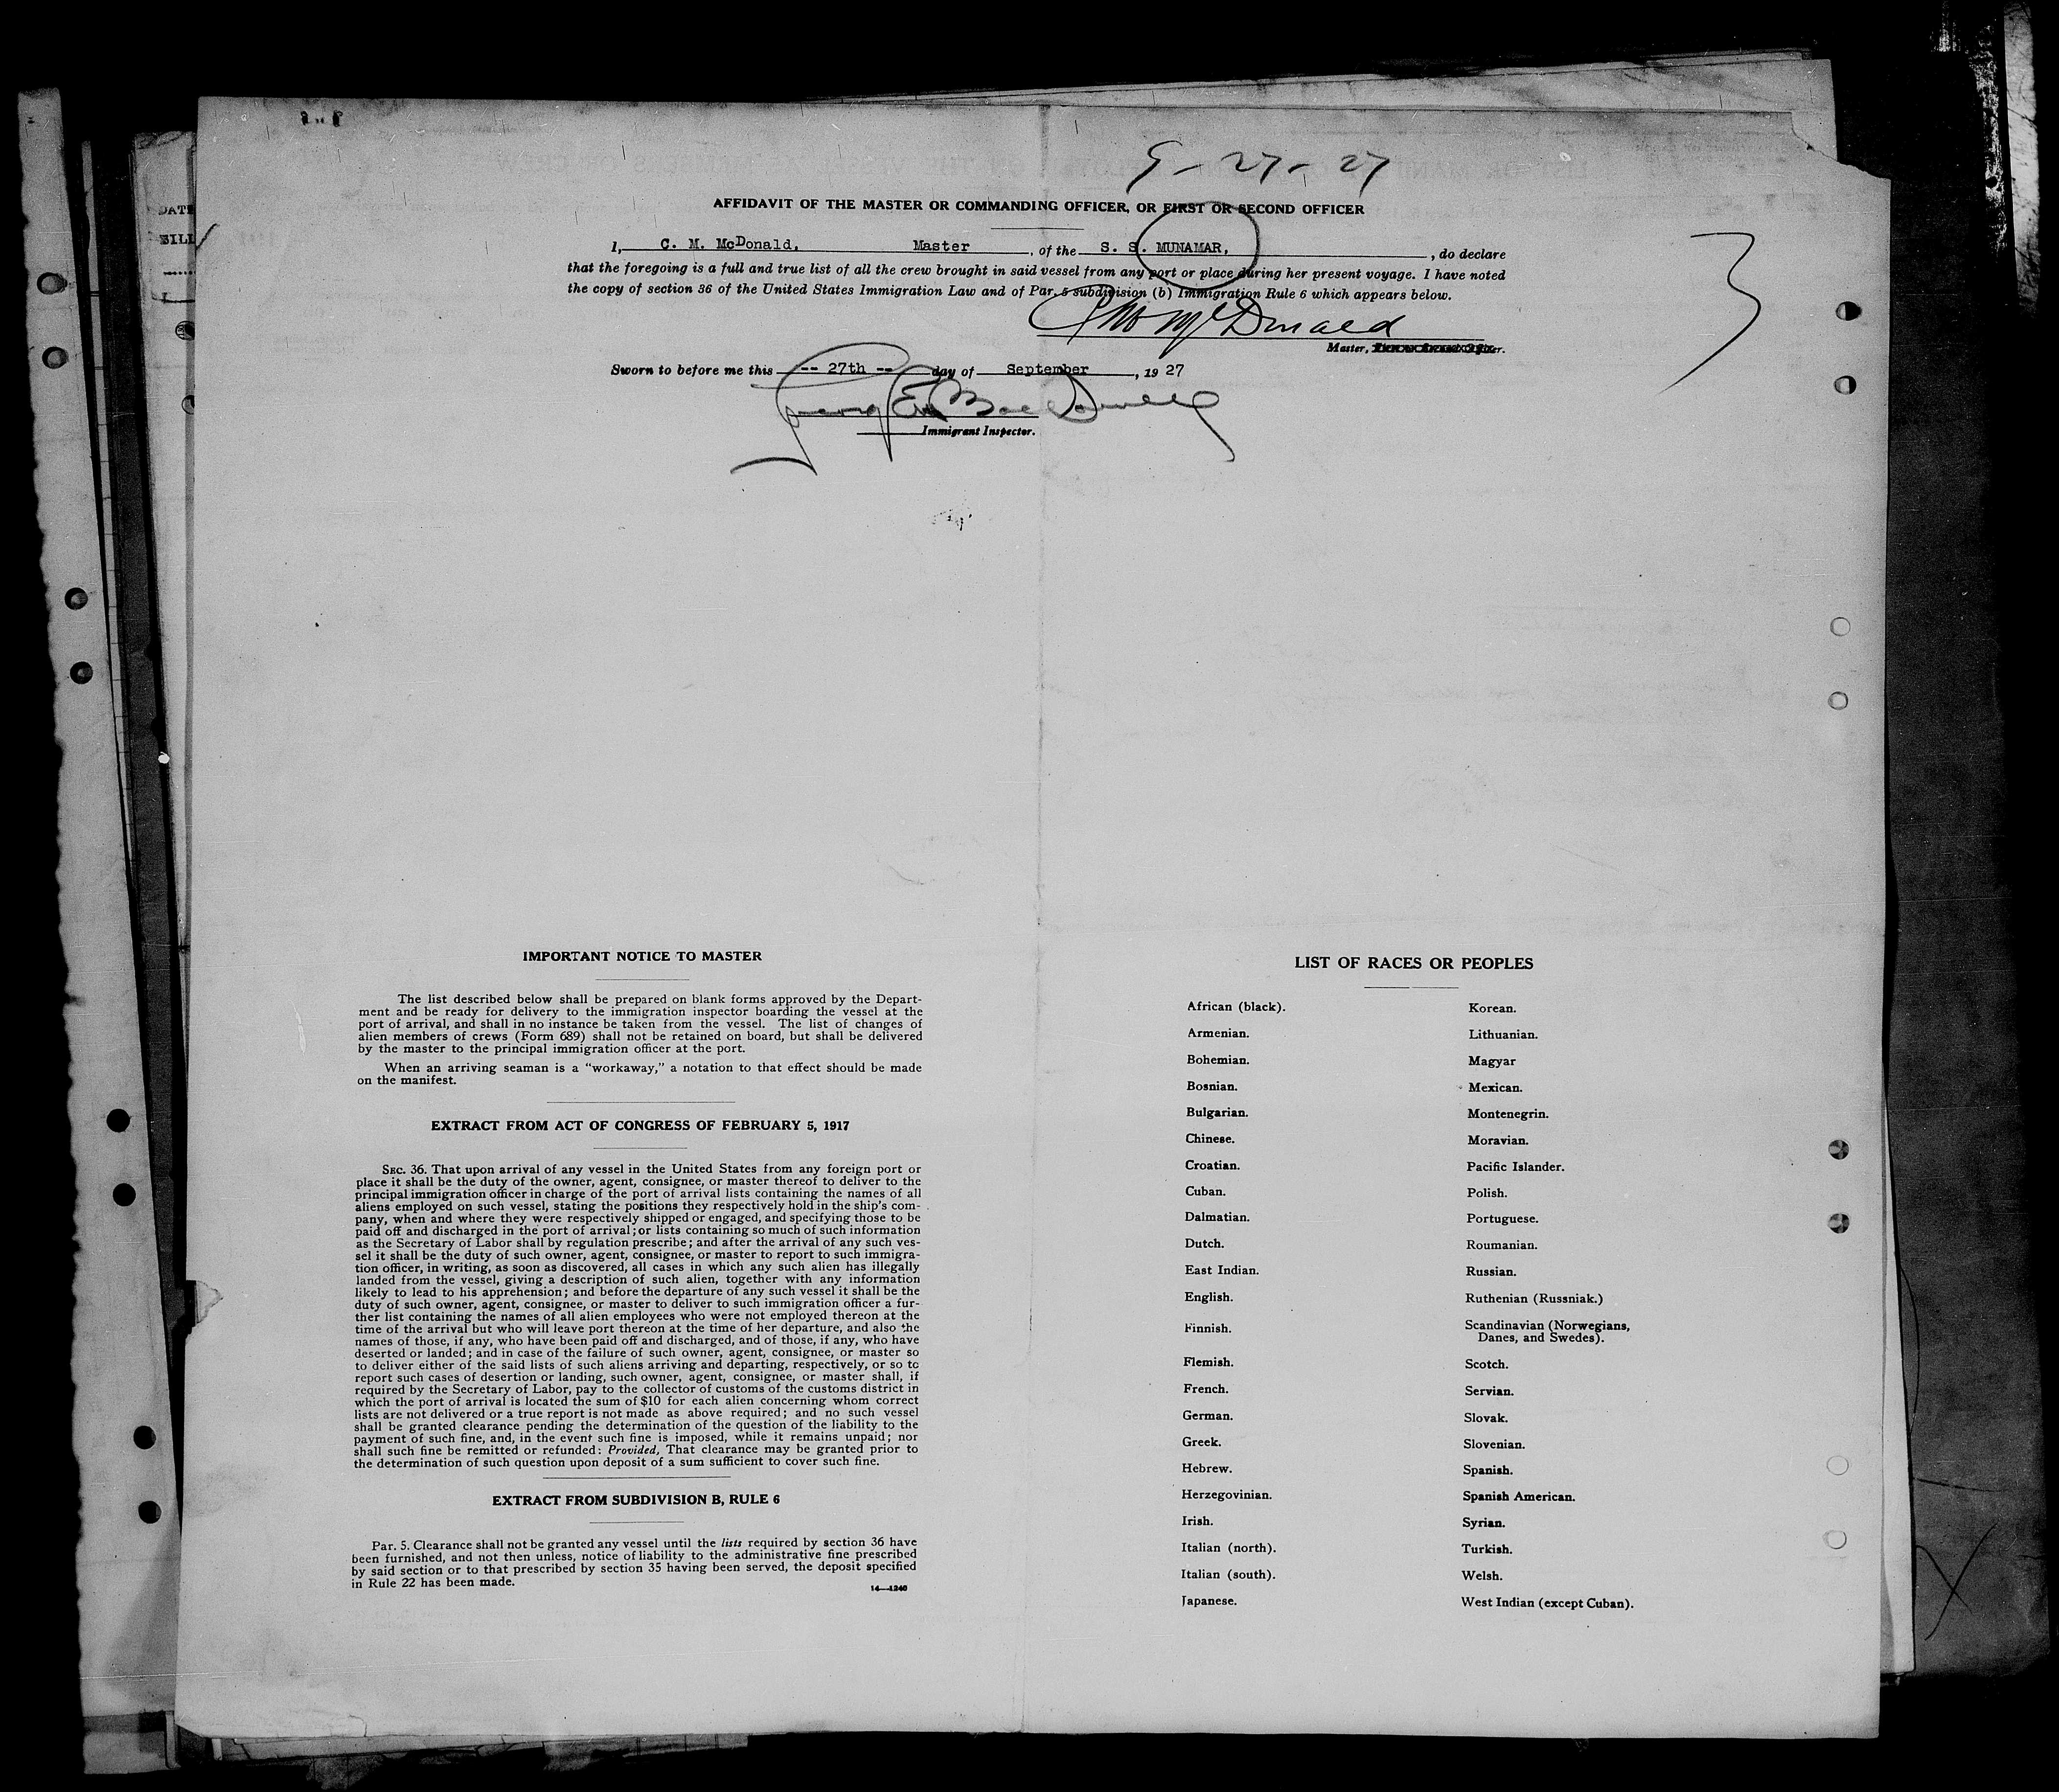 9-27-27
AFFIDAVIT OF THE MASTER OR COMMANDING OFFICER, OR FIRST OR SECOND OFFICER
I, C. M. McDonald, Master, of the S. S. MUNAMAR, , do declare
that the foregoing is a full and true list of all the crew brought in said vessel from any port or place during her present voyage. I have noted
the copy of section 36 of the United States Immigration Law and of Par. 5 subdivision (b) Immigration Rule 6 which appears below.
C M McDonald
Master,
Sworn to before me this -- 27th -- day of September, 19 27
Immigrant Inspector.
DATE
BILL
3
IMPORTANT NOTICE TO MASTER
The list described below shall be prepared on blank forms approved by the Depart-
ment and be ready for delivery to the immigration inspector boarding the vessel at the
port of arrival, and shall in no instance be taken from the vessel. The list of changes of
alien members of crews (Form 689) shall not be retained on board, but shall be delivered
by the master to the principal immigration officer at the port.
When an arriving seaman is a "workaway," a notation to that effect should be made
on the manifest.
EXTRACT FROM ACT OF CONGRESS OF FEBRUARY 5, 1917
SEC. 36. That upon arrival of any vessel in the United States from any foreign port or
place it shall be the duty of the owner, agent, consignee, or master thereof to deliver to the
principal immigration officer in charge of the port of arrival lists containing the names of all
aliens employed on such vessel, stating the positions they respectively hold in the ship's com-
pany, when and where they were respectively shipped or engaged, and specifying those to be
paid off and discharged in the port of arrival; or lists containing so much of such information
as the Secretary of Labor shall by regulation prescribe; and after the arrival of any such ves-
sel it shall be the duty of such owner, agent, consignee, or master to report to such immigra-
tion officer, in writing, as soon as discovered, all cases in which any such alien has illegally
landed from the vessel, giving a description of such alien, together with any information
likely to lead to his apprehension; and before the departure of any such vessel it shall be the
duty of such owner, agent, consignee, or master to deliver to such immigration officer a fur-
ther list containing the names of all alien employees who were not employed thereon at the
time of the arrival but who will leave port thereon at the time of her departure, and also the
names of those, if any, who have been paid off and discharged, and of those, if any, who have
deserted or landed; and in case of the failure of such owner, agent, consignee, or master so
to deliver either of the said lists of such aliens arriving and departing, respectively, or so to
report such cases of desertion or landing, such owner, agent, consignee, or master shall, if
required by the Secretary of Labor, pay to the collector of customs of the customs district in
which the port of arrival is located the sum of $10 for each alien concerning whom correct
lists are not delivered or a true report is not made as above required; and no such vessel
shall be granted clearance pending the determination of the question of the liability to the
payment of such fine, and, in the event such fine is imposed, while it remains unpaid; nor
shall such fine be remitted or refunded: Provided, That clearance may be granted prior to
the determination of such question upon deposit of a sum sufficient to cover such fine.
EXTRACT FROM SUBDIVISION B, RULE 6
Par. 5. Clearance shall not be granted any vessel until the lists required by section 36 have
been furnished, and not then unless, notice of liability to the administrative fine prescribed
by said section or to that prescribed by section 35 having been served, the deposit specified
in Rule 22 has been made.
14—1240
LIST OF RACES OR PEOPLES
African (black).
Armenian.
Bohemian.
Bosnian.
Bulgarian.
Chinese.
Croatian.
Cuban.
Dalmatian.
Dutch.
East Indian.
English.
Finnish.
Flemish.
French.
German.
Greek.
Hebrew.
Herzegovinian.
Irish.
Italian (north).
Italian (south).
Japanese.
Korean.
Lithuanian.
Magyar
Mexican.
Montenegrin.
Moravian.
Pacific Islander.
Polish.
Portuguese.
Roumanian.
Russian.
Ruthenian (Russniak.)
Scandinavian (Norwegians,
Danes, and Swedes).
Scotch.
Servian.
Slovak.
Slovenian.
Spanish.
Spanish American.
Syrian.
Turkish.
Welsh.
West Indian (except Cuban).